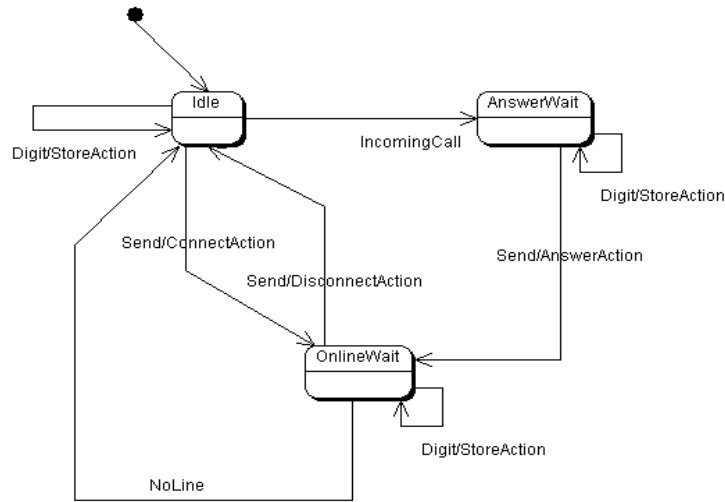 Idle
AnswerWait
IncomingCall
Digit/StoreAction
Digit/StoreAction
Send/ConnectAction
Send/AnswerAction
Send/DisconnectAction
OnlineWait
Digit/StoreAction
NoLine